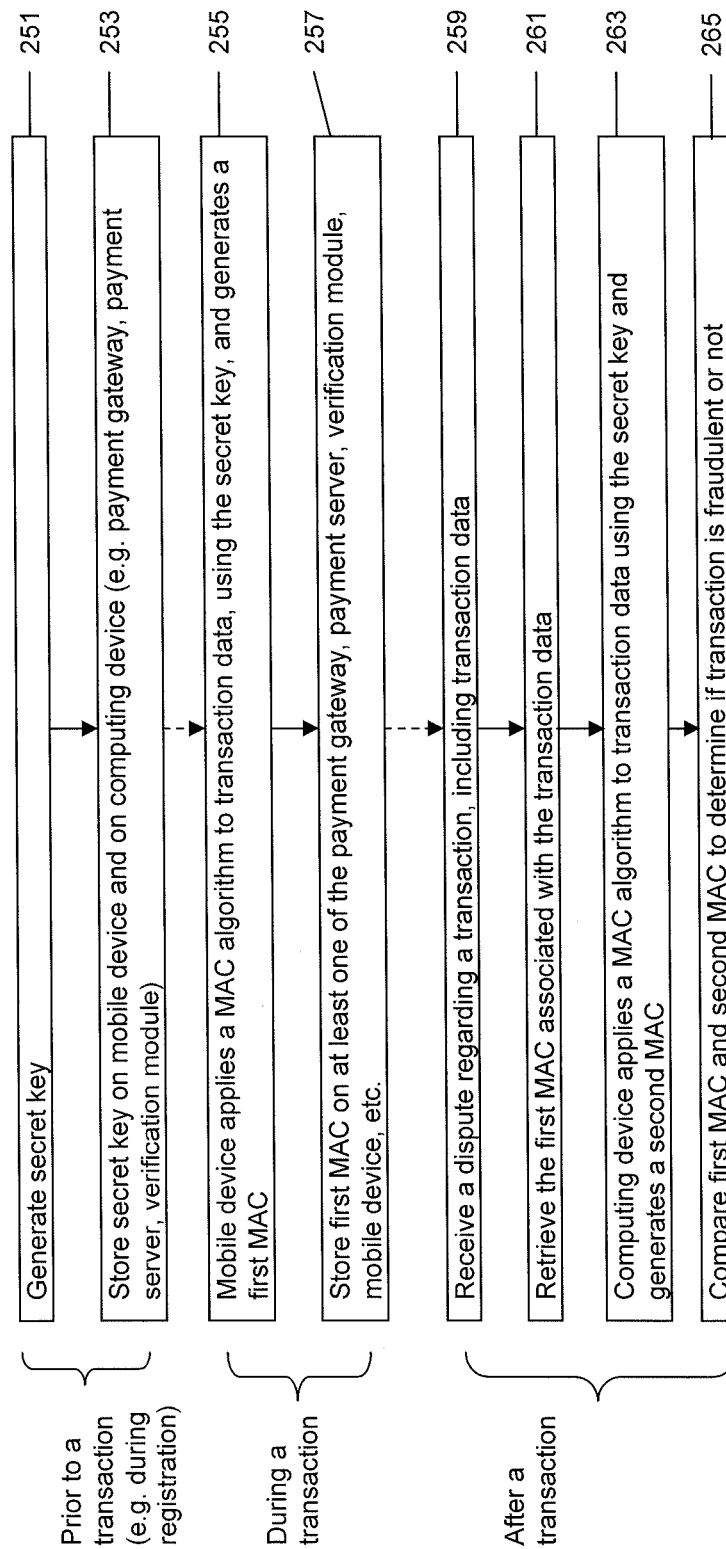 Prior to a
transaction
(e.g. during
registration)
Generate secret key
251
Store secret key on mobile device and on computing device (e.g. payment gateway, payment
server, verification module)
253
During a
transaction
Mobile device applies a MAC algorithm to transaction data, using the secret key, and generates a
first MAC
255
Store first MAC on at least one of the payment gateway, payment server, verification module,
mobile device, etc.
257
After a
transaction
Receive a dispute regarding a transaction, including transaction data
259
Retrieve the first MAC associated with the transaction data
261
Computing device applies a MAC algorithm to transaction data using the secret key and
generates a second MAC
263
Compare first MAC and second MAC to determine if transaction is fraudulent or not
265